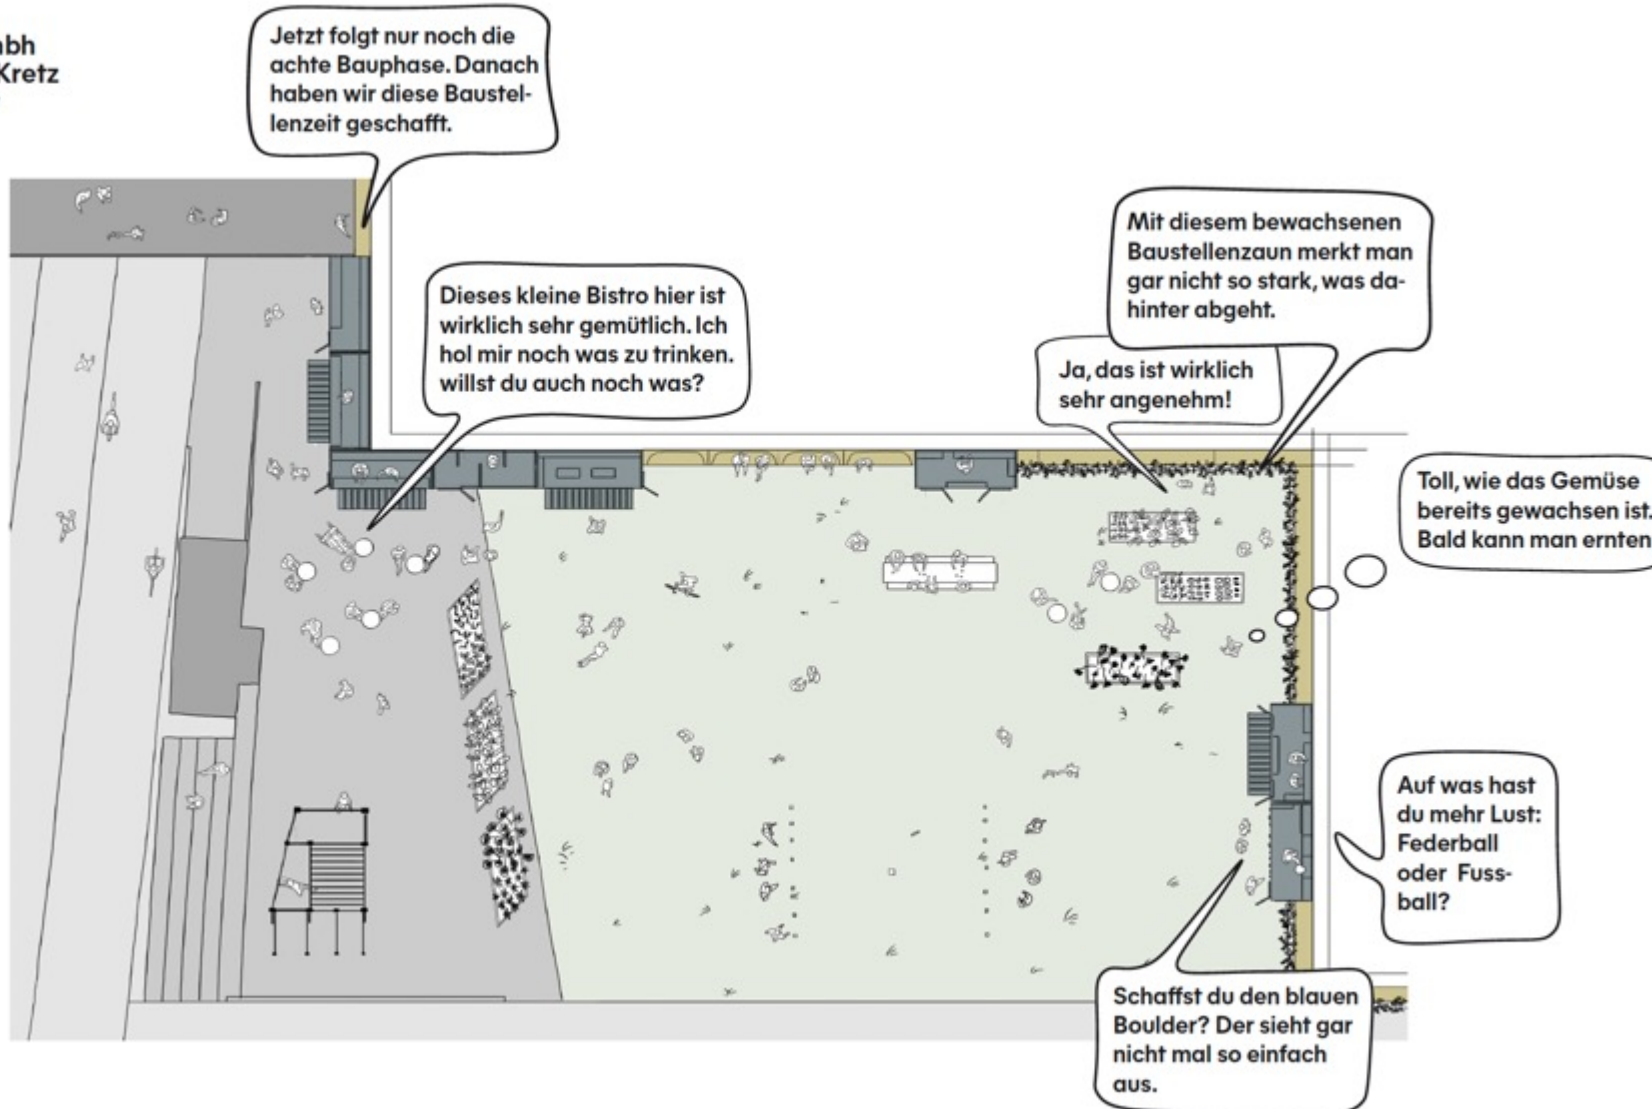 bh
Kretz
Jetzt folgt nur noch die
achte Bauphase. Danach
haben wir diese Baustel-
lenzeit geschafft.
Mit diesem bewachsenen
Baustellenzaun merkt man
gar nicht so stark, was da-
hinter abgeht.
Dieses kleine Bistro hier ist
wirklich sehr gemütlich. Ich
hol mir noch was zu trinken.
willst du auch noch was?
Ja, das ist wirklich
sehr angenehm!
Toll, wie das Gemüse
bereits gewachsen ist.
Bald kann man ernten
Auf was hast
du mehr Lust:
Federball
oder Fuss-
ball?
Schaffst du den blauen
Boulder? Der sieht gar
nicht mal so einfach
aus.